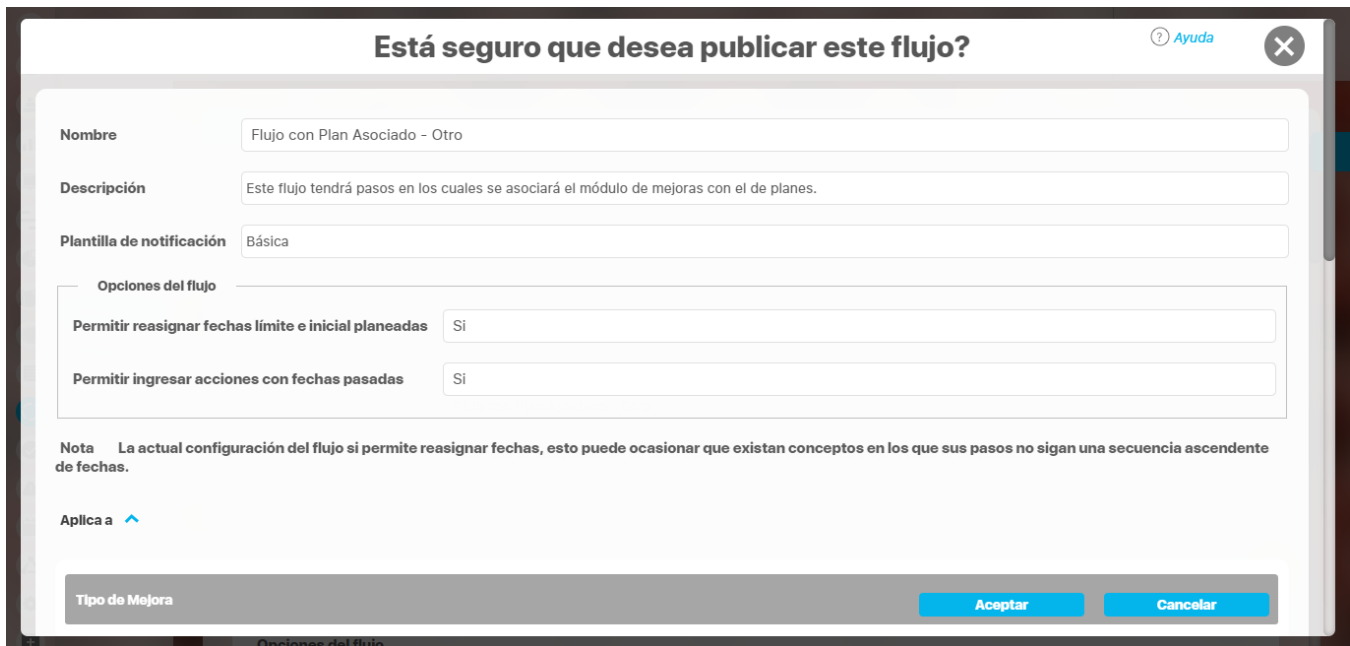 Está seguro que desea publicar este flujo?
? Ayuda
Nombre
Flujo con Plan Asociado - Otro
Descripción
Este flujo tendrá pasos en los cuales se asociará el módulo de mejoras con el de planes.
Plantilla de notificación
Básica
Opciones del flujo
Permitir reasignar fechas límite e inicial planeadas
Si
Permitir ingresar acciones con fechas pasadas
Si
Nota La actual configuración del flujo si permite reasignar fechas, esto puede ocasionar que existan conceptos en los que sus pasos no sigan una secuencia ascendente
de fechas.
Aplica a
Tipo de Mejora
Aceptar
Cancelar
Opciones del flujo